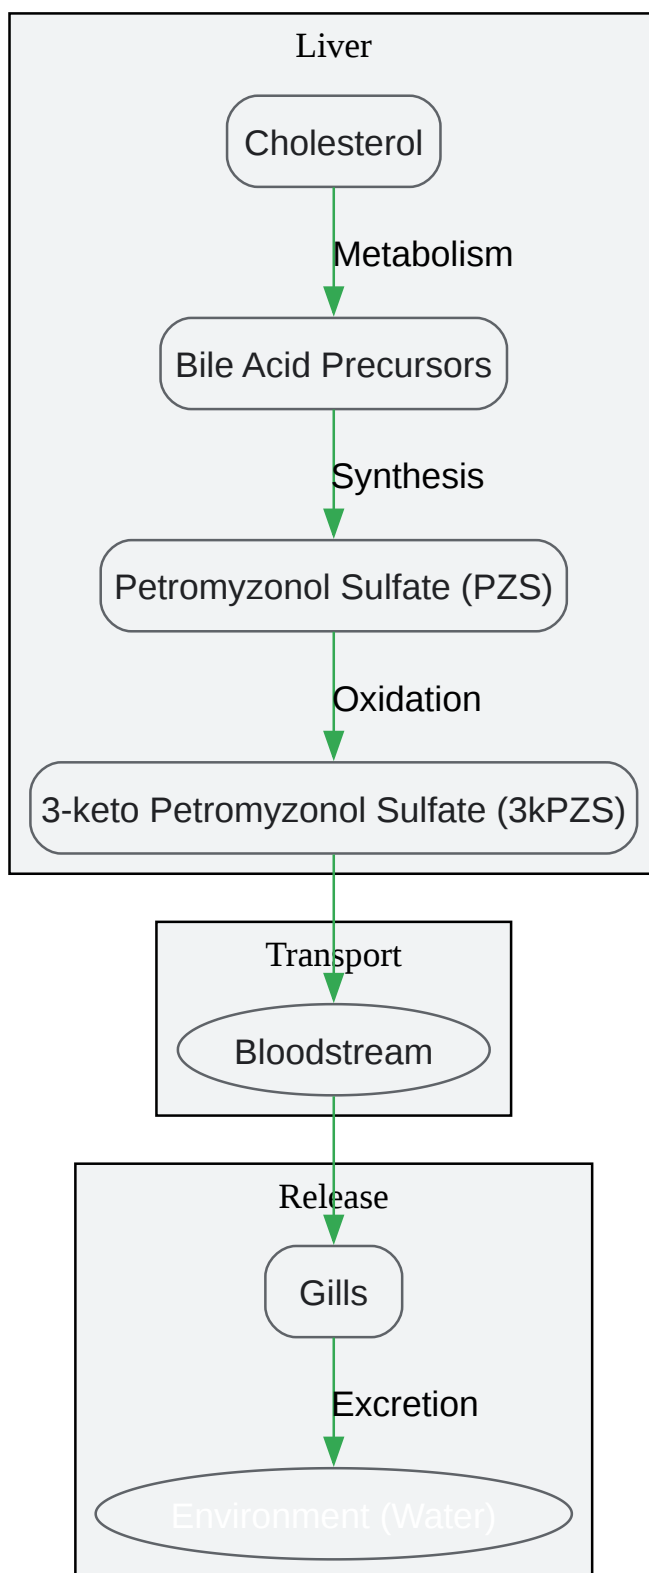 Liver
Cholesterol
Metabolism
Bile Acid Precursors
Synthesis
Petromyzonol Sulfate (PZS)
Oxidation
3-keto Petromyzonol Sulfate (3kPZS)
Transport
Bloodstream
Release
Gills
Excretion
Environment (Water)